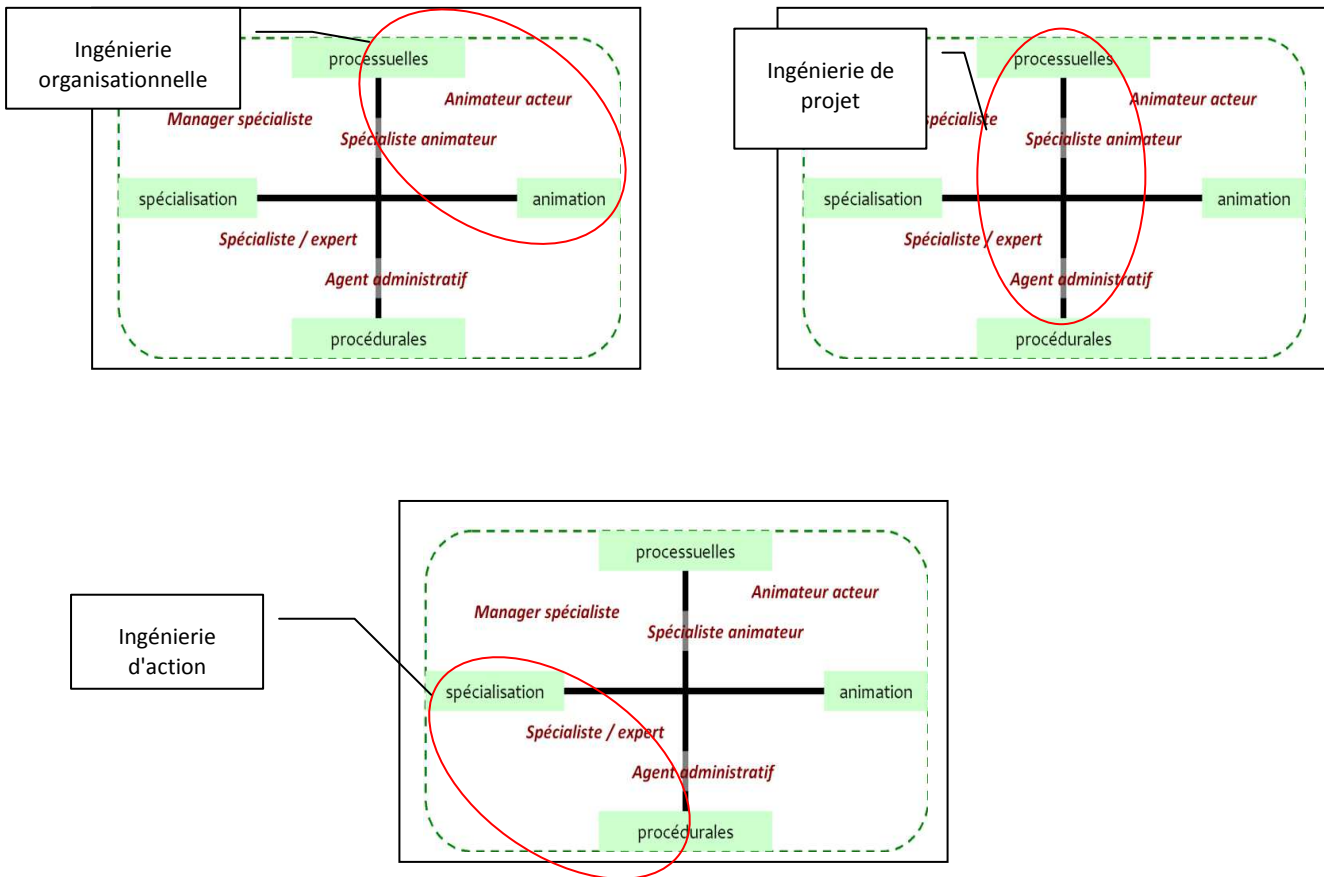 Ingénierie
organisationnelle
processuelles
Animateur acteur
Manager spécialiste
Spécialiste animateur
spécialisation
animation
Spécialiste / expert
Agent administratif
procédurales
Ingénierie de
projet
processuelles
Animateur acteur
spécialiste
Spécialiste animateur
spécialisation
animation
Spécialiste / expert
Agent administratif
procédurales
Ingénierie
d'action
processuelles
Animateur acteur
Manager spécialiste
Spécialiste animateur
spécialisation
animation
Spécialiste / expert
Agent administratif
procédurales